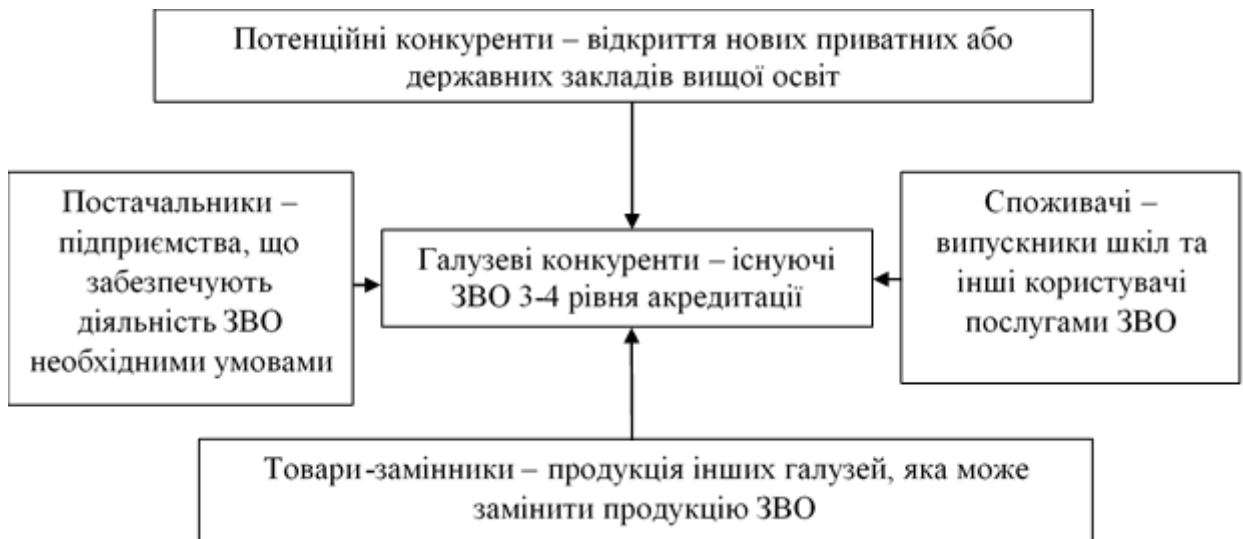 Потенційні конкуренти – відкриття нових приватних або
державних закладів вищої освіт
Постачальники –
підприємства, що
забезпечують
діяльність ЗВО
необхідними умовами
Галузеві конкуренти – існуючі
ЗВО 3-4 рівня акредитації
Споживачі –
випускники шкіл та
інші користувачі
послугами ЗВО
Товари-замінники – продукція інших галузей, яка може
замінити продукцію ЗВО